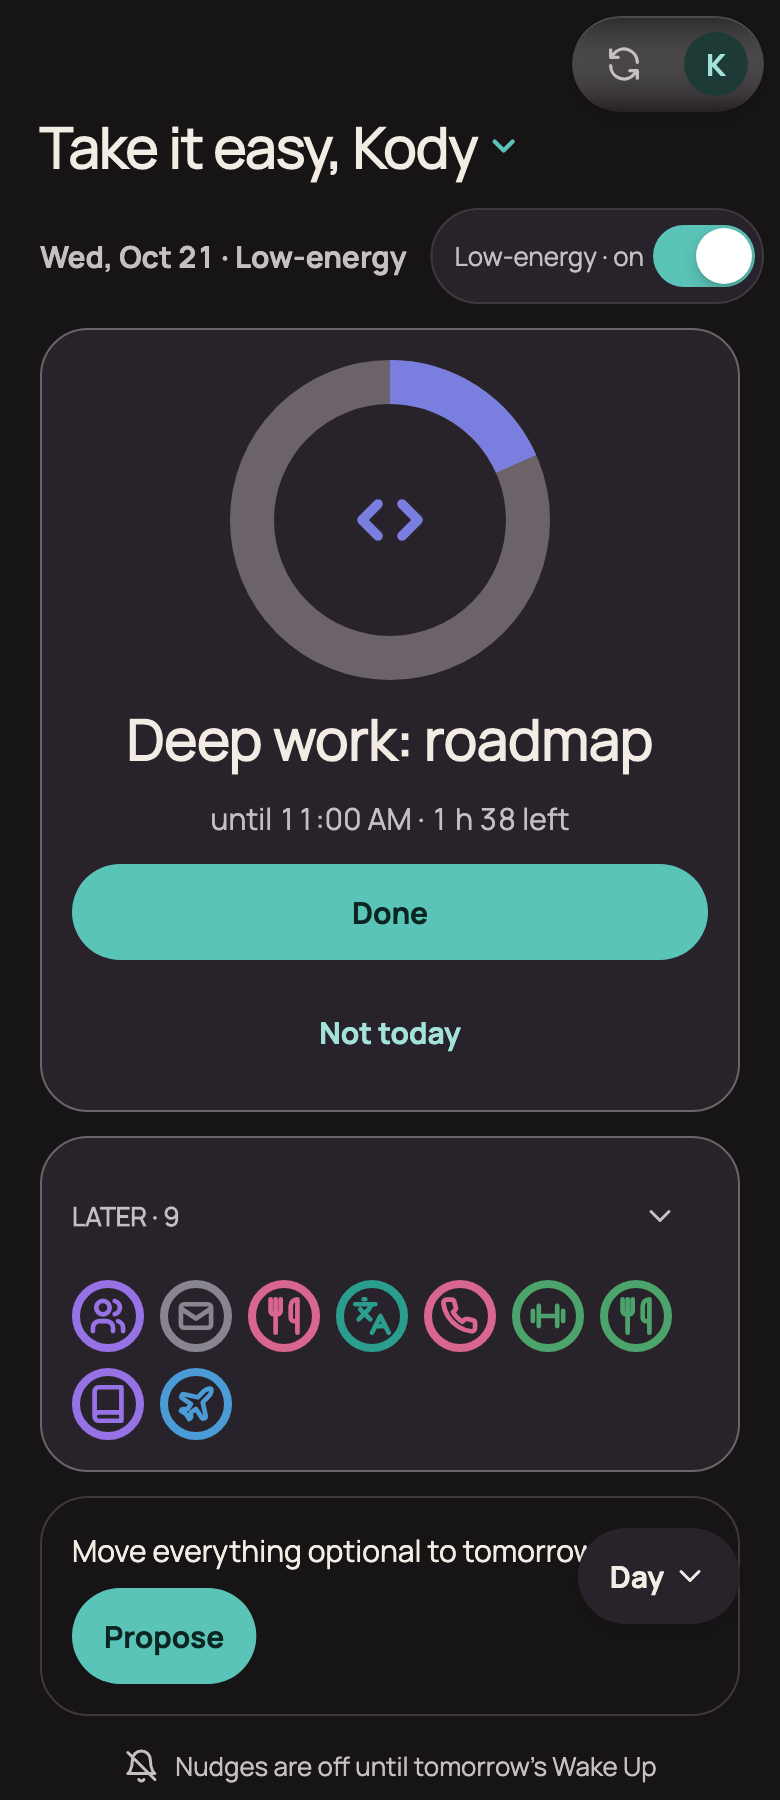 K
Take it easy, Kody
Wed, Oct 21 · Low-energy
Low-energy · on
Deep work: roadmap
until 11:00 AM · 1 h 38 left
Done
Not today
LATER · 9
Move everything optional to tomorrow
Day
Propose
Nudges are off until tomorrow’s Wake Up